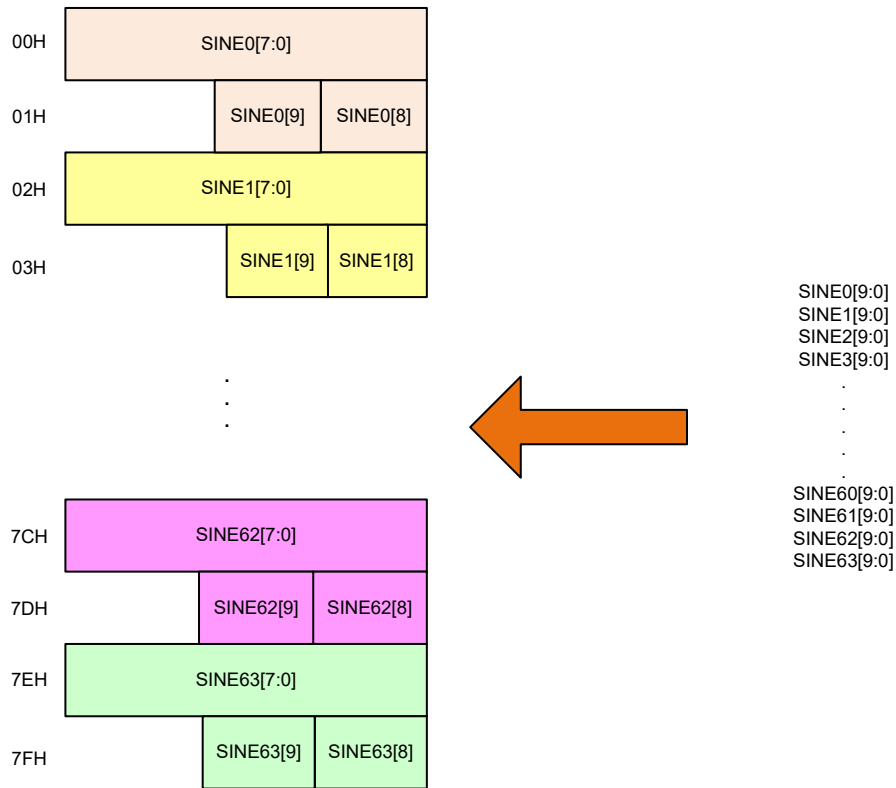 00H SINE0[7:0]
01H SINE0[9] SINE0[8]
02H SINE1[7:0]
03H SINE1[9] SINE1[8]
.
.
.
7CH SINE62[7:0]
7DH SINE62[9] SINE62[8]
7EH SINE63[7:0]
7FH SINE63[9] SINE63[8]
SINE0[9:0]
SINE1[9:0]
SINE2[9:0]
SINE3[9:0]
.
.
.
.
.
SINE60[9:0]
SINE61[9:0]
SINE62[9:0]
SINE63[9:0]